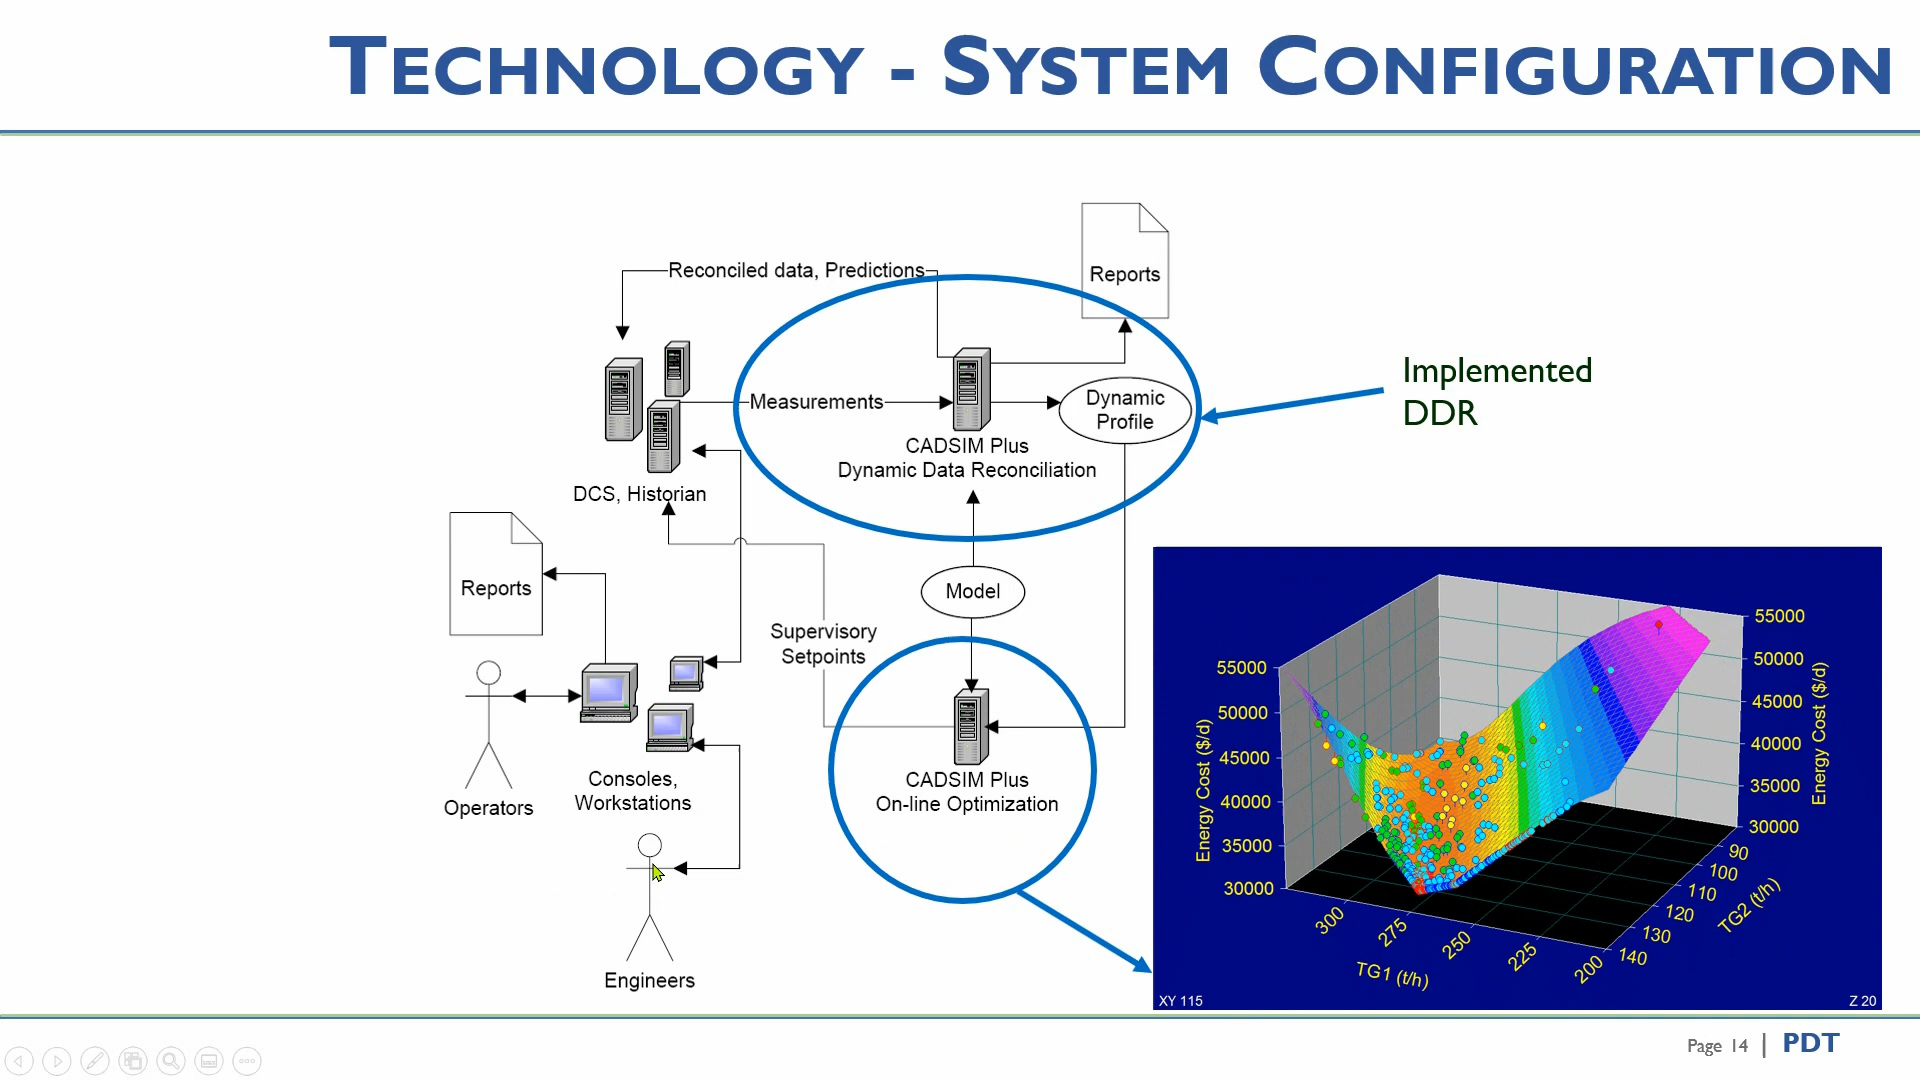 TECHNOLOGY - SYSTEM CONFIGURATION
Reports
Reconciled data, Predictions
Measurements
Dynamic
Profile
CADSIM Plus
Dynamic Data Reconciliation
Implemented
DDR
DCS, Historian
Reports
Model
Supervisory
Setpoints
Operators
Consoles,
Workstations
CADSIM Plus
On-line Optimization
Engineers
55000
50000
45000
40000
35000
30000
Energy Cost ($/d)
55000
50000
45000
40000
35000
30000
Energy Cost ($/d)
300
275
250
225
200
TG1 (t/h)
90
100
110
120
130
140
TG2 (t/h)
XY 115
Z 20
Page 14 | PDT